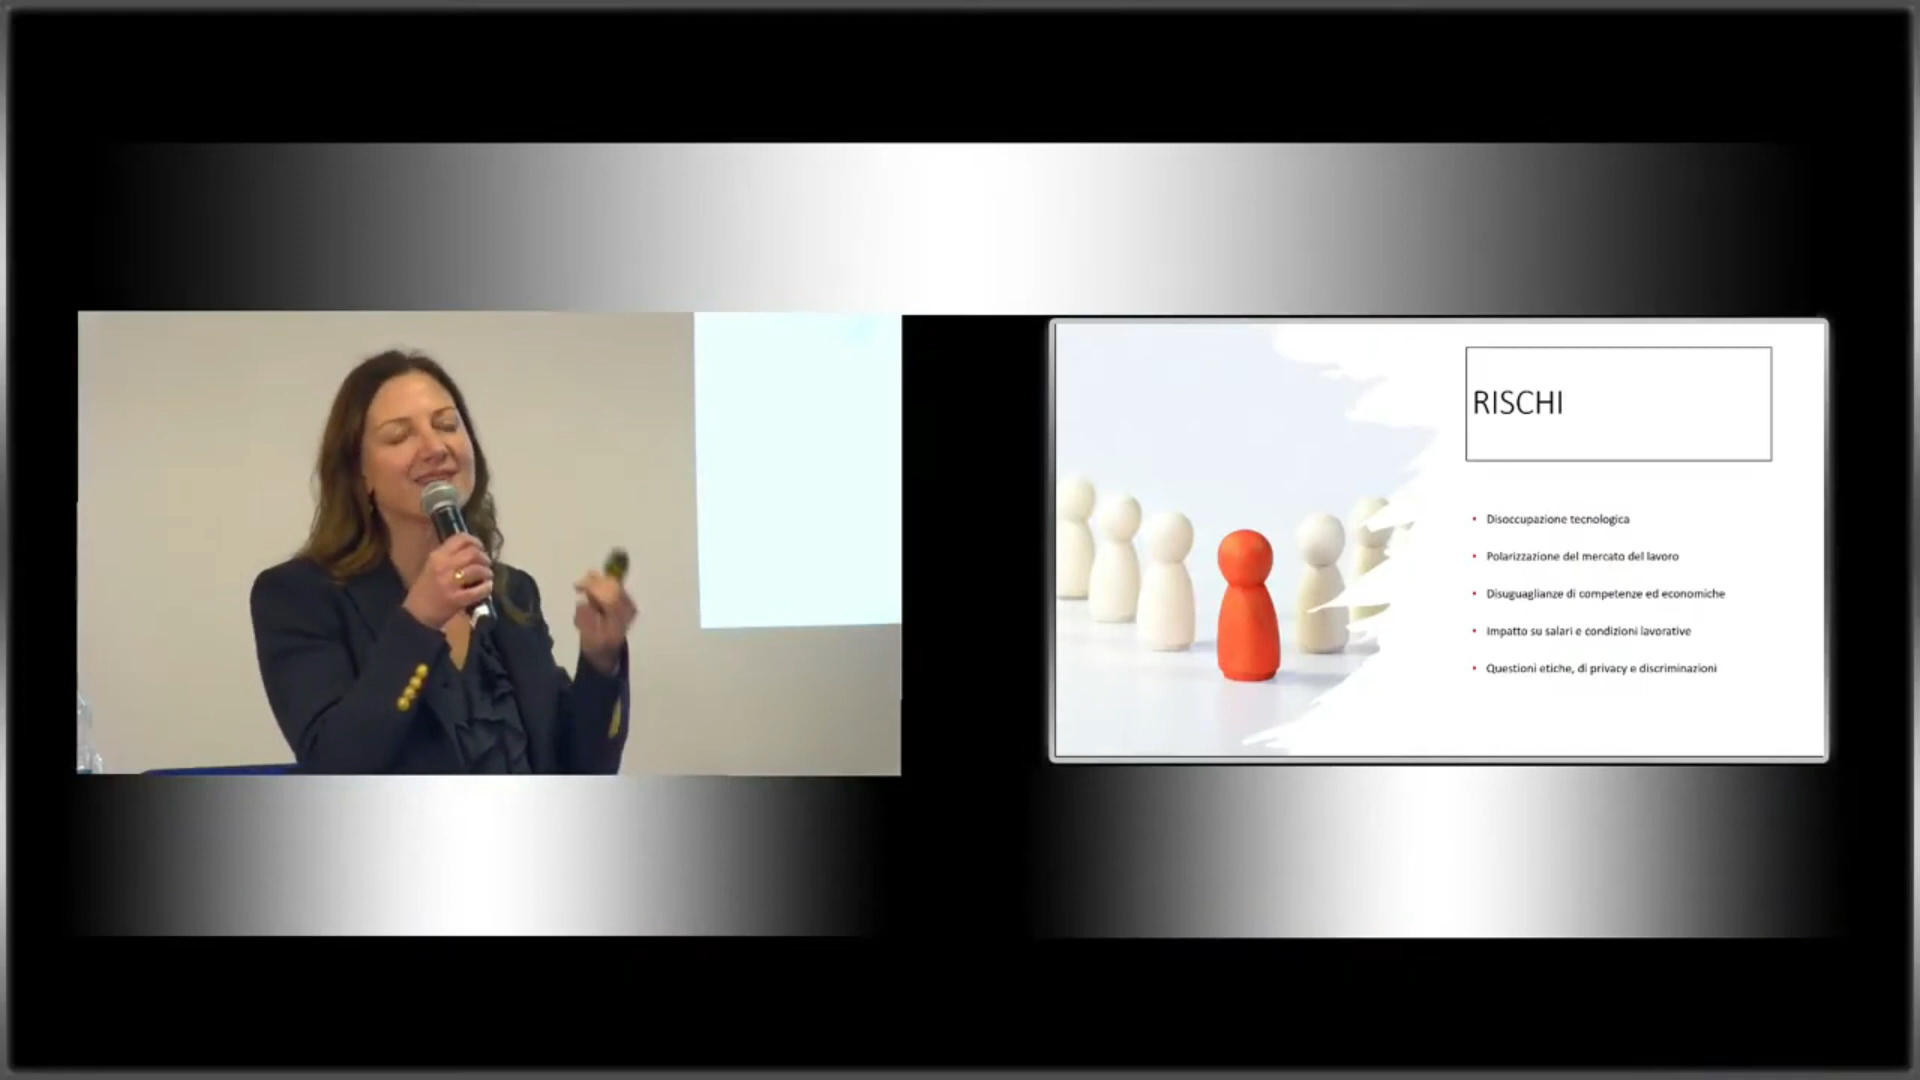 RISCHI
• Disoccupazione tecnologica
• Polarizzazione del mercato del lavoro
• Disuguaglianze di competenze ed economiche
• Impatto su salari e condizioni lavorative
• Questioni etiche, di privacy e discriminazioni